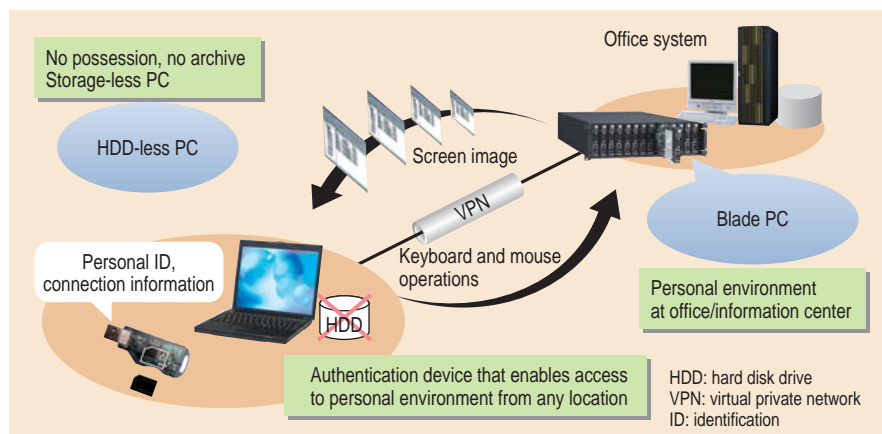 No possession, no archive
Storage-less PC
HDD-less PC
Office system
Screen image
VPN
Keyboard and mouse
operations
Blade PC
Personal ID,
connection information
HDD
Personal environment
at office/information center
Authentication device that enables access
to personal environment from any location
HDD: hard disk drive
VPN: virtual private network
ID: identification